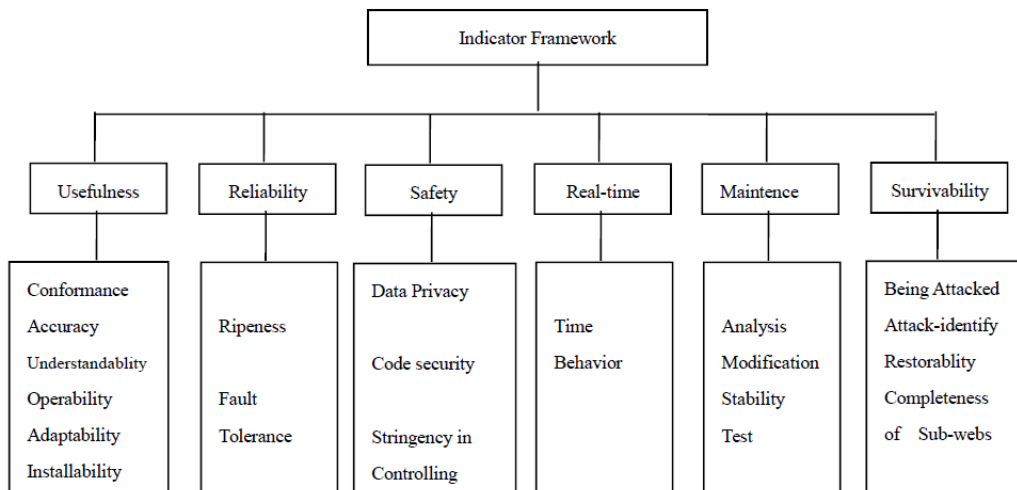 Indicator Framework
Usefulness
Reliability
Safety
Real-time
Maintence
Survivability
Conformance
Accuracy
Understandablity
Operability
Adaptability
Installability
Ripeness
Fault
Tolerance
Data Privacy
Code security
Stringency in
Controlling
Time
Behavior
Analysis
Modification
Stability
Test
Being Attacked
Attack-identify
Restorablity
Completeness
of Sub-webs